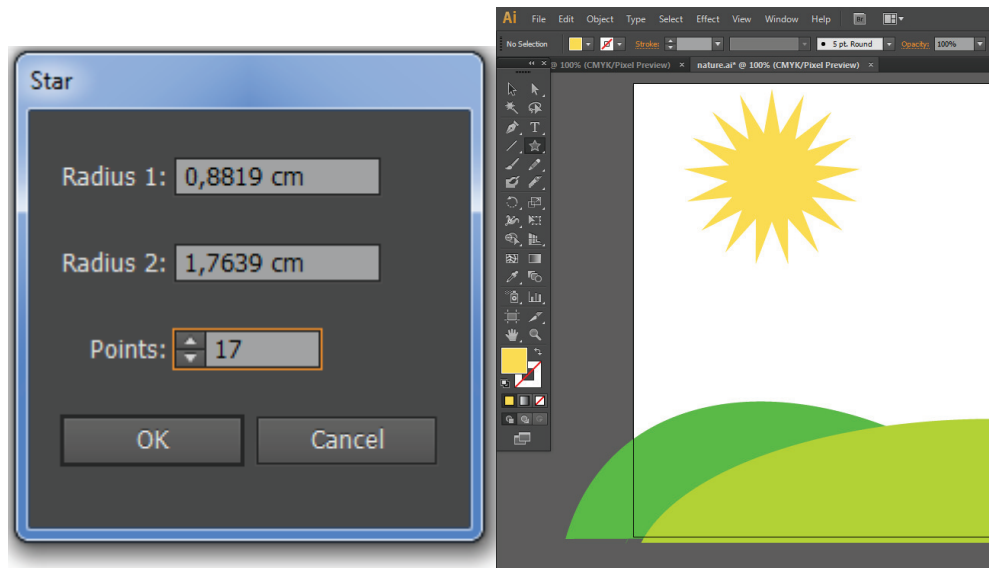 Star
Radius 1: 0,8819 cm
Radius 2: 1,7639 cm
Points: 17
OK Cancel
Ai File Edit Object Type Select Effect View Window Help Br
No Selection Stroke: 5 pt. Round Opacity: 100%
@ 100% (CMYK/Pixel Preview) × nature.ai* @ 100% (CMYK/Pixel Preview) ×
T